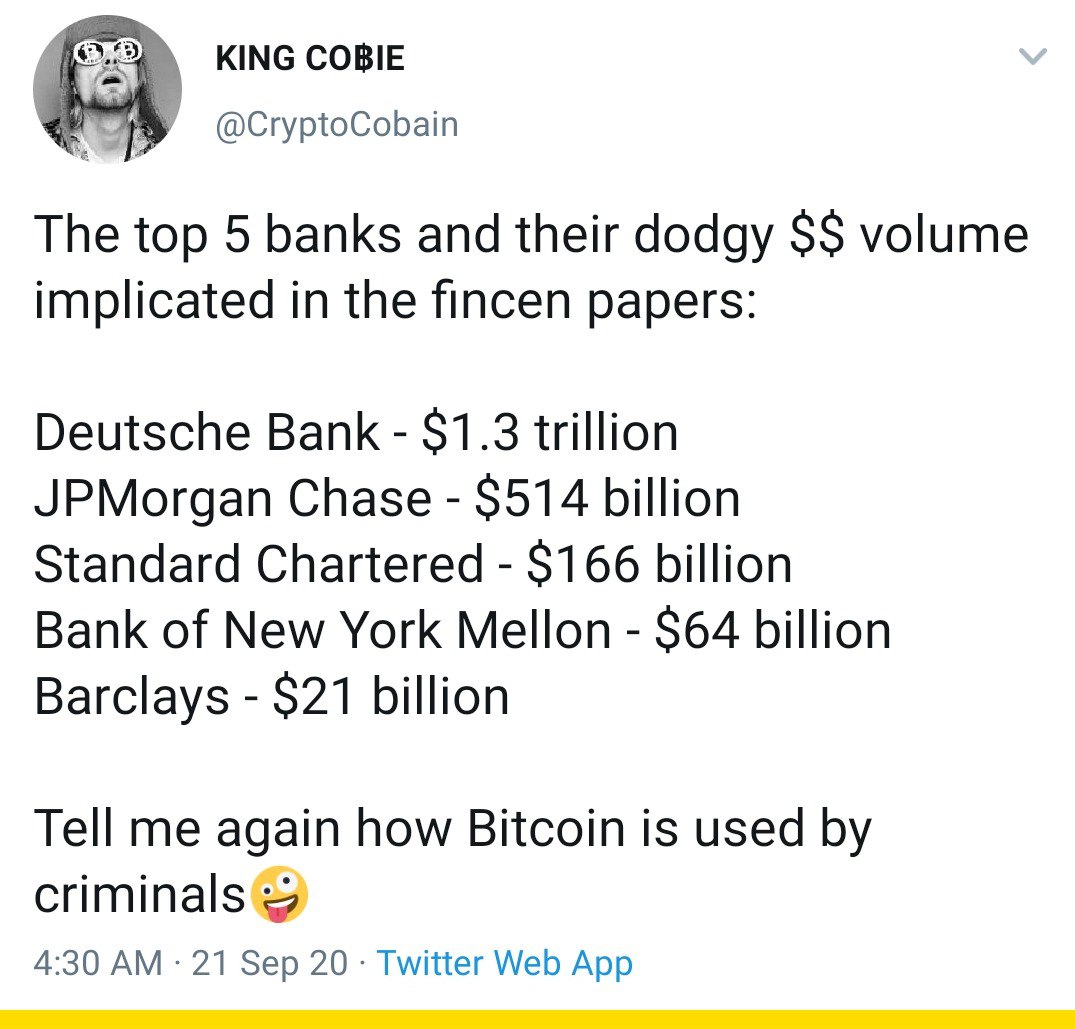 KING CO฿IE
@CryptoCobain
The top 5 banks and their dodgy $$ volume
implicated in the fincen papers:
Deutsche Bank - $1.3 trillion
JPMorgan Chase - $514 billion
Standard Chartered - $166 billion
Bank of New York Mellon - $64 billion
Barclays - $21 billion
Tell me again how Bitcoin is used by
criminals🤪
4:30 AM · 21 Sep 20 · Twitter Web App